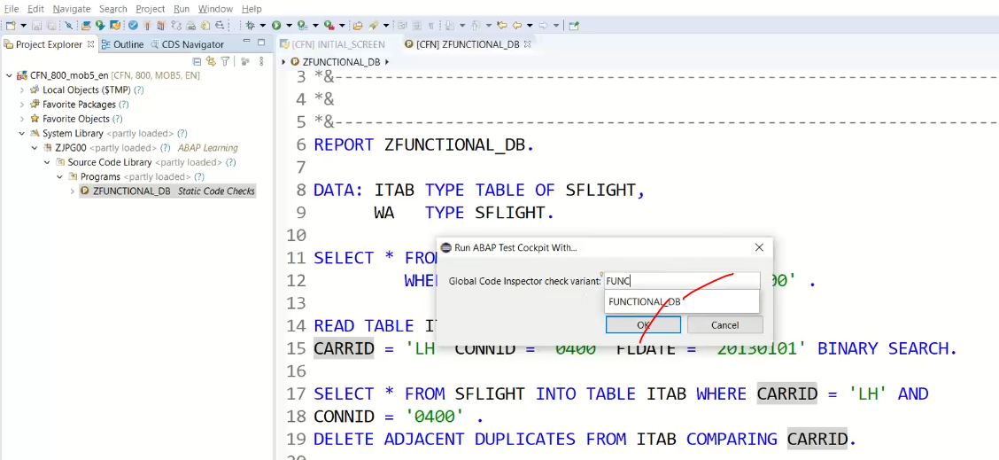 File Edit Navigate Search Project Run Window Help
Project Explorer Outline CDS Navigator
CFN_800_mob5_en [CFN, 800, MOB5, EN]
Local Objects ($TMP) (?)
Favorite Packages (?)
Favorite Objects (?)
System Library <partly loaded> (?)
ZJPG00 <partly loaded> (?) ABAP Learning
Source Code Library <partly loaded> (?)
Programs <partly loaded> (?)
ZFUNCTIONAL_DB Static Code Checks
[CFN] INITIAL_SCREEN [CFN] ZFUNCTIONAL_DB
ZFUNCTIONAL_DB
3 *&---------------------------------------------------------------------
4 *&
5 *&---------------------------------------------------------------------
6 REPORT ZFUNCTIONAL_DB.
7
8 DATA: ITAB TYPE TABLE OF SFLIGHT,
9 WA TYPE SFLIGHT.
10
11 SELECT * FROM
12 WHERE 00' .
13
14 READ TABLE
15 CARRID = 'LH' CONNID = '0400' FLDATE = '20130101' BINARY SEARCH.
16
17 SELECT * FROM SFLIGHT INTO TABLE ITAB WHERE CARRID = 'LH' AND
18 CONNID = '0400' .
19 DELETE ADJACENT DUPLICATES FROM ITAB COMPARING CARRID.
20
Run ABAP Test Cockpit With...
Global Code Inspector check variant: FUNC
FUNCTIONAL_DB
OK Cancel